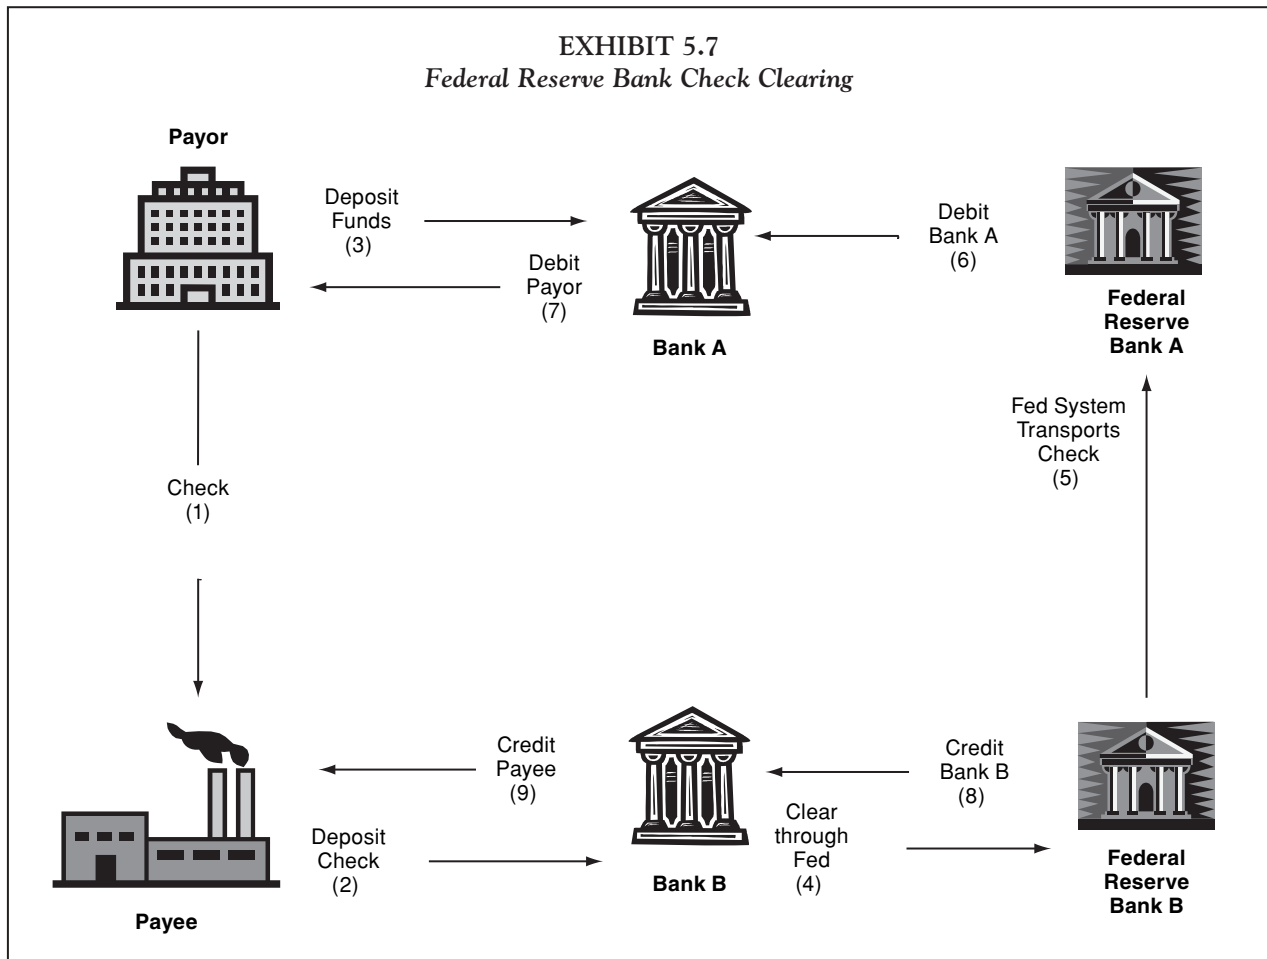 EXHIBIT 5.7
Federal Reserve Bank Check Clearing
Payor
Deposit
Funds
(3)
Debit
Payor
(7)
Bank A
Debit
Bank A
(6)
Federal
Reserve
Bank A
Check
(1)
Fed System
Transports
Check
(5)
Payee
Credit
Payee
(9)
Deposit
Check
(2)
Bank B
Credit
Bank B
(8)
Clear
through
Fed
(4)
Federal
Reserve
Bank B